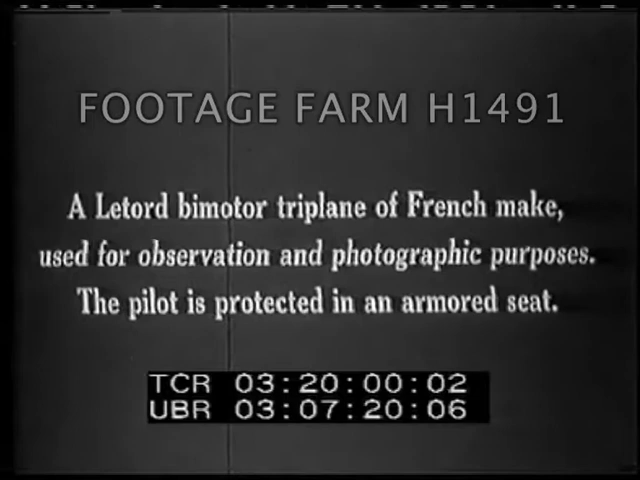 FOOTAGE FARM H1491
A Letord bimotor triplane of French make,
used for observation and photographic purposes.
The pilot is protected in an armored seat.
TCR 03:20:00:02
UBR 03:07:20:06